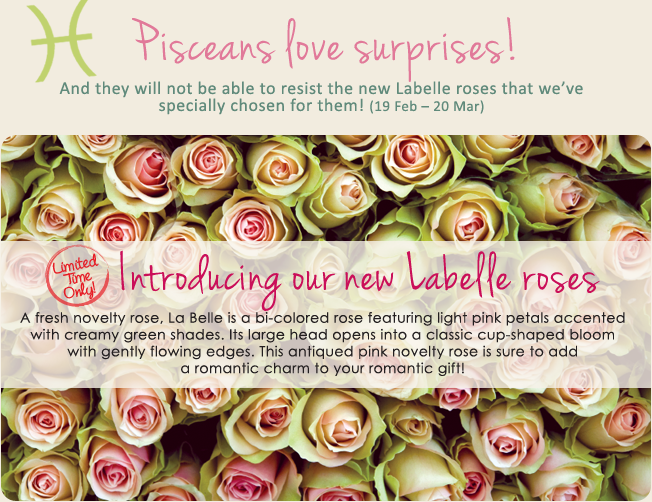 Pisceans love surprises!
And they will not be able to resist the new Labelle roses that we've
specially chosen for them! (19 Feb – 20 Mar)
Limited
Time
Only!
Introducing our new Labelle roses
A fresh novelty rose, La Belle is a bi-colored rose featuring light pink petals accented
with creamy green shades. Its large head opens into a classic cup-shaped bloom
with gently flowing edges. This antiqued pink novelty rose is sure to add
a romantic charm to your romantic gift!